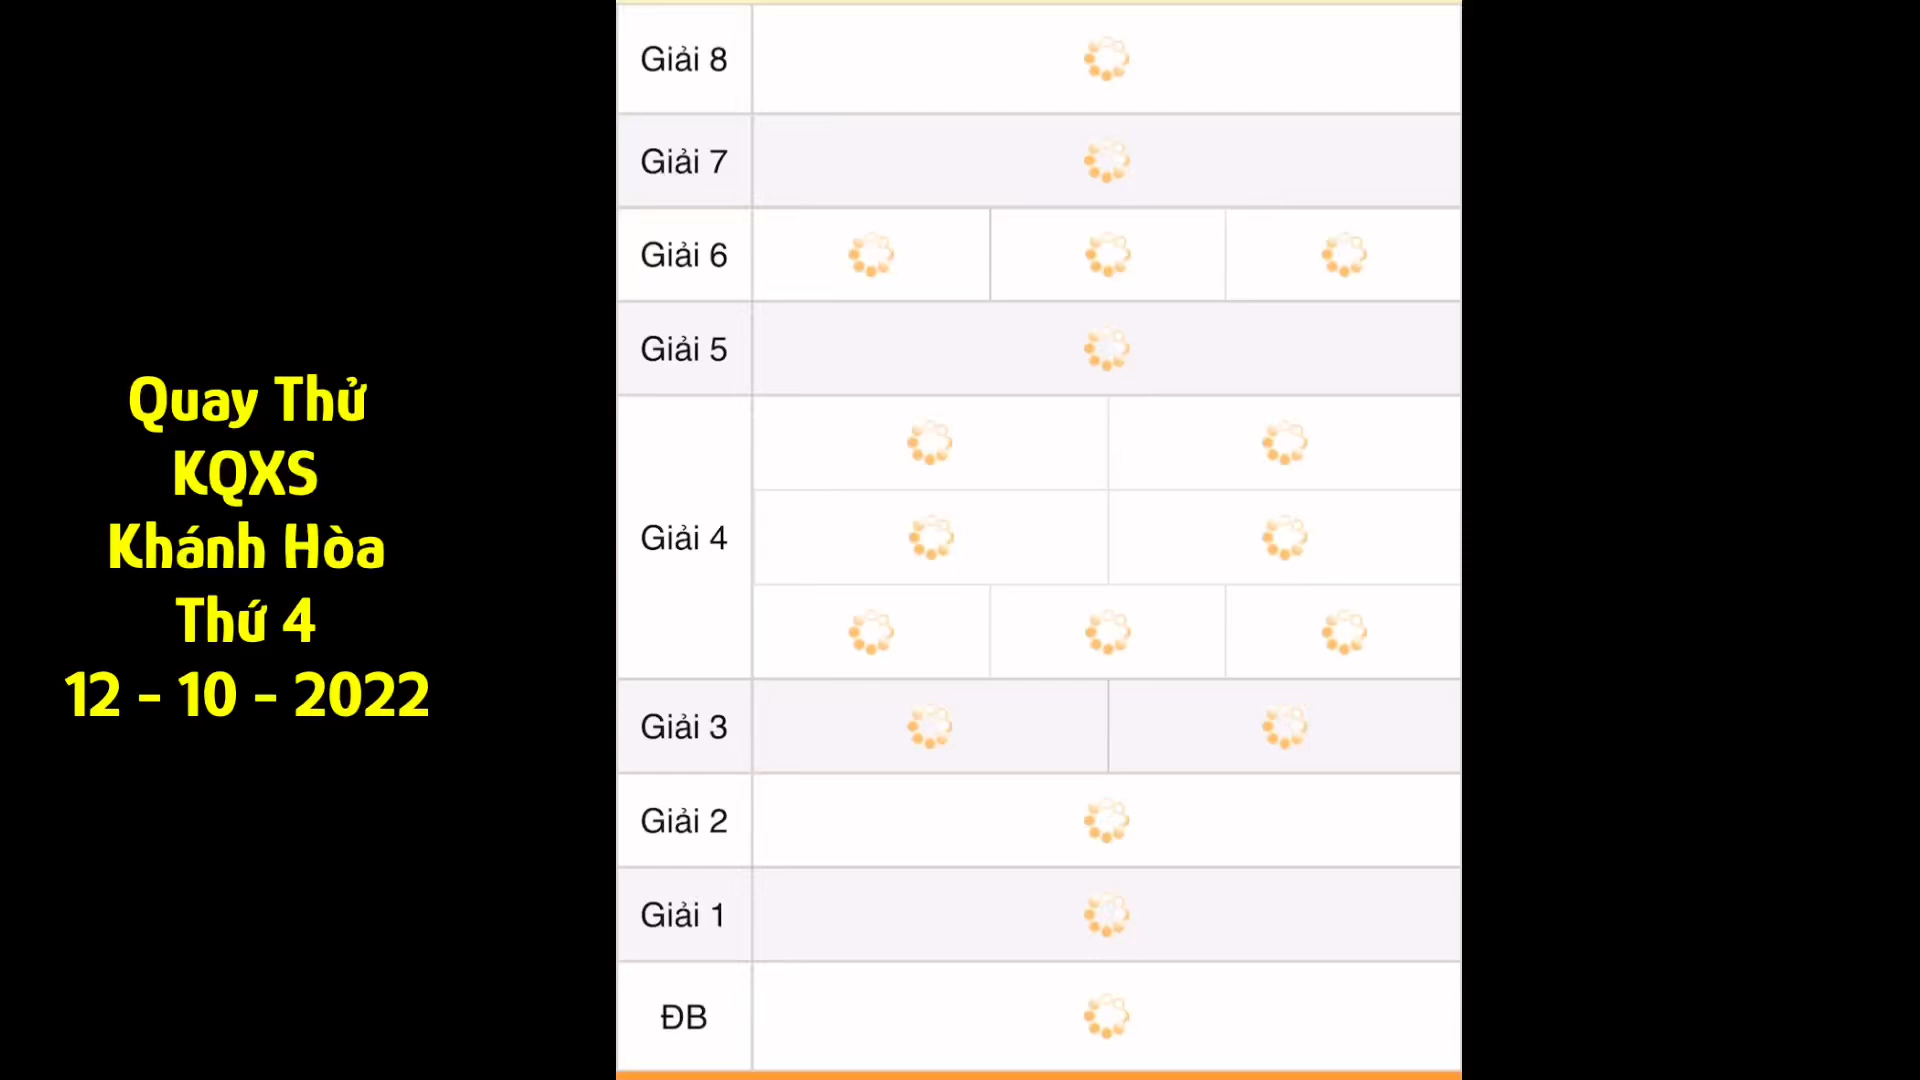 Quay Thử
KQXS
Khánh Hòa
Thứ 4
12 - 10 - 2022
Giải 8
Giải 7
Giải 6
Giải 5
Giải 4
Giải 3
Giải 2
Giải 1
ĐB